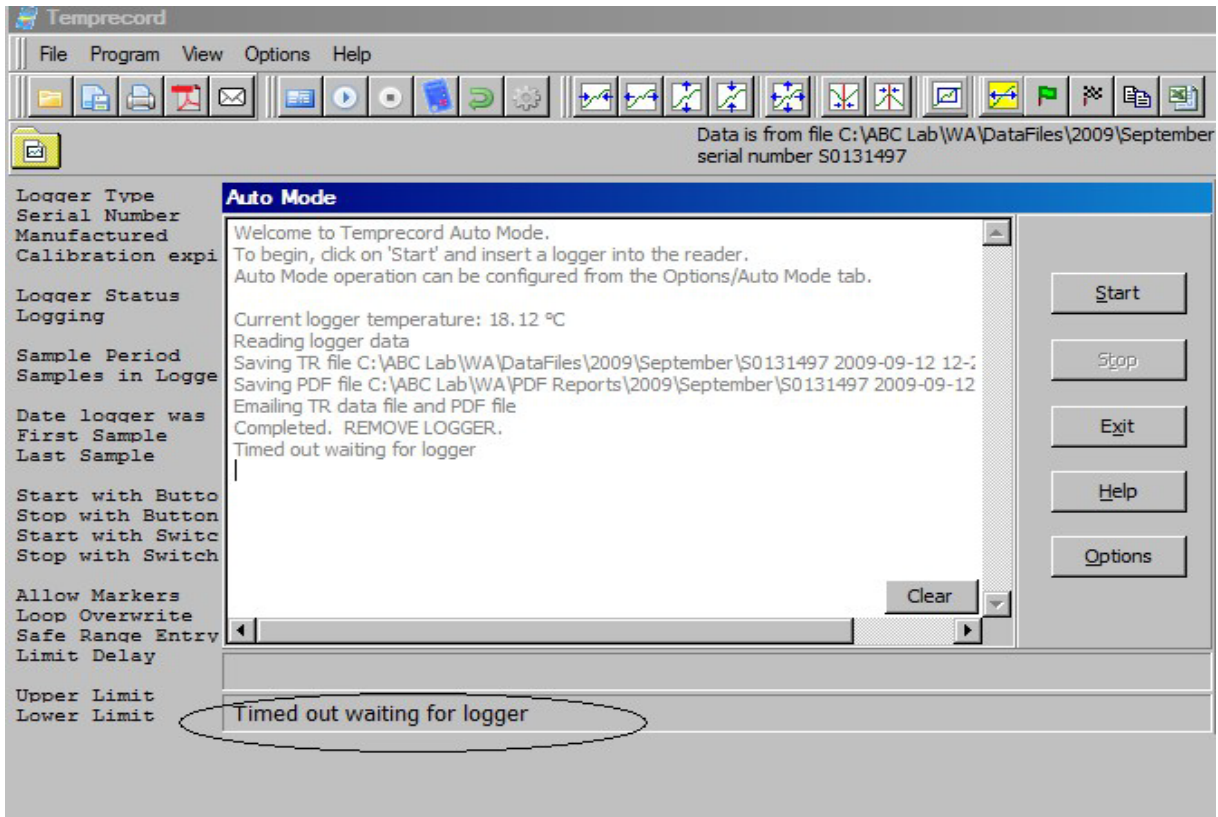 Temprecord
File Program View Options Help
Data is from file C:\ABC Lab\WA\DataFiles\2009\September
serial number S0131497
Logger Type
Serial Number
Manufactured
Calibration expi
Logger Status
Logging
Sample Period
Samples in Logge
Date logger was
First Sample
Last Sample
Start with Butto
Stop with Button
Start with Switc
Stop with Switch
Allow Markers
Loop Overwrite
Safe Range Entry
Limit Delay
Upper Limit
Lower Limit
Auto Mode
Welcome to Temprecord Auto Mode.
To begin, click on 'Start' and insert a logger into the reader.
Auto Mode operation can be configured from the Options/Auto Mode tab.
Current logger temperature: 18.12 °C
Reading logger data
Saving TR file C:\ABC Lab\WA\DataFiles\2009\September\S0131497 2009-09-12 12-2
Saving PDF file C:\ABC Lab\WA\PDF Reports\2009\September\S0131497 2009-09-12
Emailing TR data file and PDF file
Completed. REMOVE LOGGER.
Timed out waiting for logger
Clear
Start
Stop
Exit
Help
Options
Timed out waiting for logger